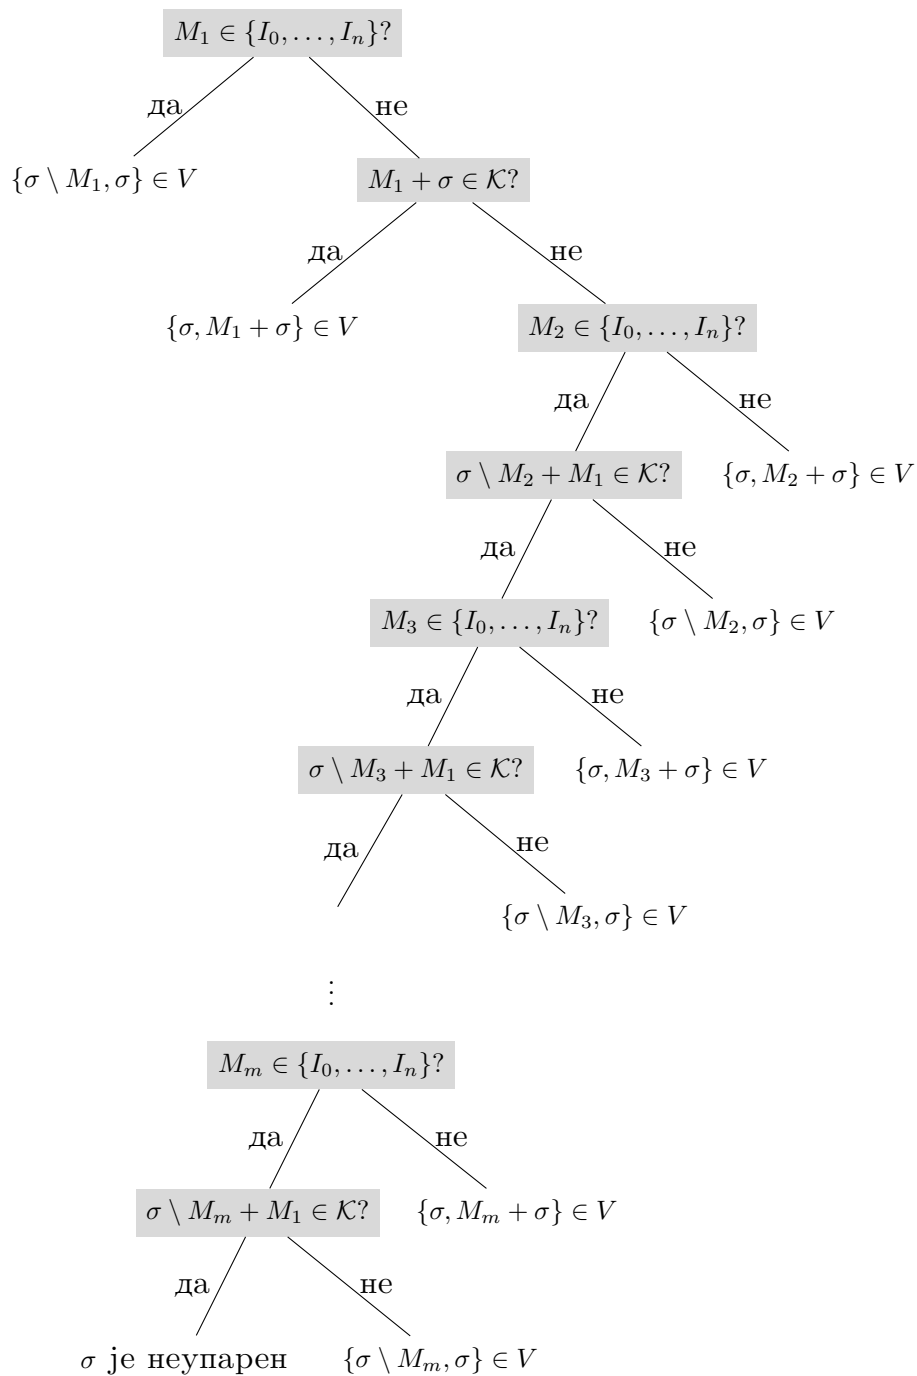 M₁ ∈ {I₀, …, Iₙ}?
да не
{σ \ M₁, σ} ∈ V M₁ + σ ∈ 𝒦?
да не
{σ, M₁ + σ} ∈ V M₂ ∈ {I₀, …, Iₙ}?
да не
σ \ M₂ + M₁ ∈ 𝒦? {σ, M₂ + σ} ∈ V
да не
M₃ ∈ {I₀, …, Iₙ}? {σ \ M₂, σ} ∈ V
да не
σ \ M₃ + M₁ ∈ 𝒦? {σ, M₃ + σ} ∈ V
да не
{σ \ M₃, σ} ∈ V
⋮
Mₘ ∈ {I₀, …, Iₙ}?
да не
σ \ Mₘ + M₁ ∈ 𝒦? {σ, Mₘ + σ} ∈ V
да не
σ је неупарен {σ \ Mₘ, σ} ∈ V